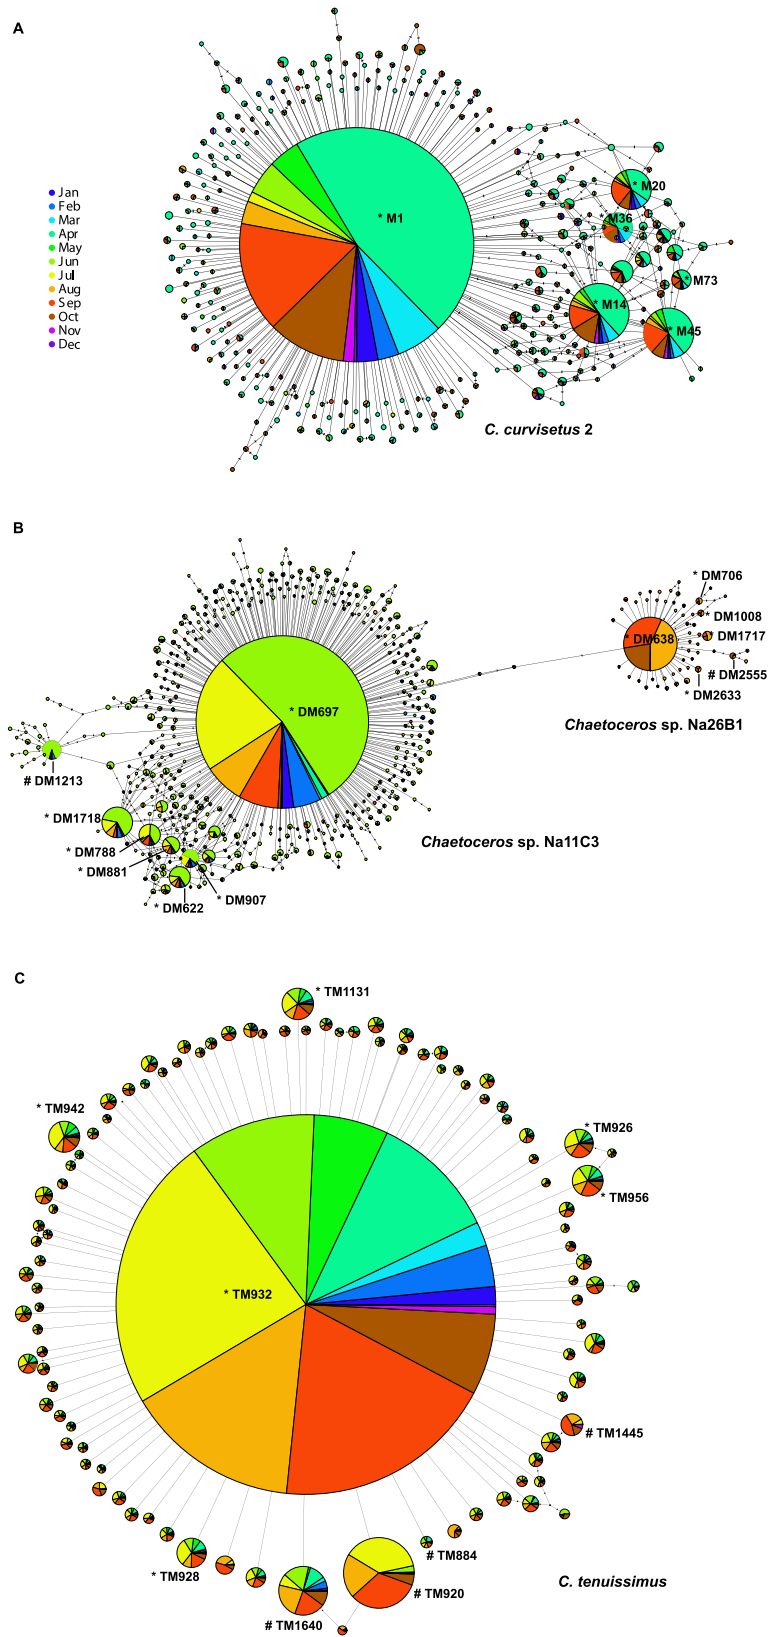 A
* M1
* M20
* M36
* M73
* M14
* M45
Jan
Feb
Mar
Apr
May
Jun
Jul
Aug
Sep
Oct
Nov
Dec
C. curvisetus 2
B
* DM706
* DM1008
* DM638
* DM1717
# DM2555
* DM2633
* DM697
Chaetoceros sp. Na26B1
# DM1213
* DM1718
* DM788
* DM881
* DM907
* DM622
Chaetoceros sp. Na11C3
C
* TM1131
* TM942
* TM926
* TM956
* TM932
# TM1445
* TM928
# TM884
# TM920
# TM1640
C. tenuissimus